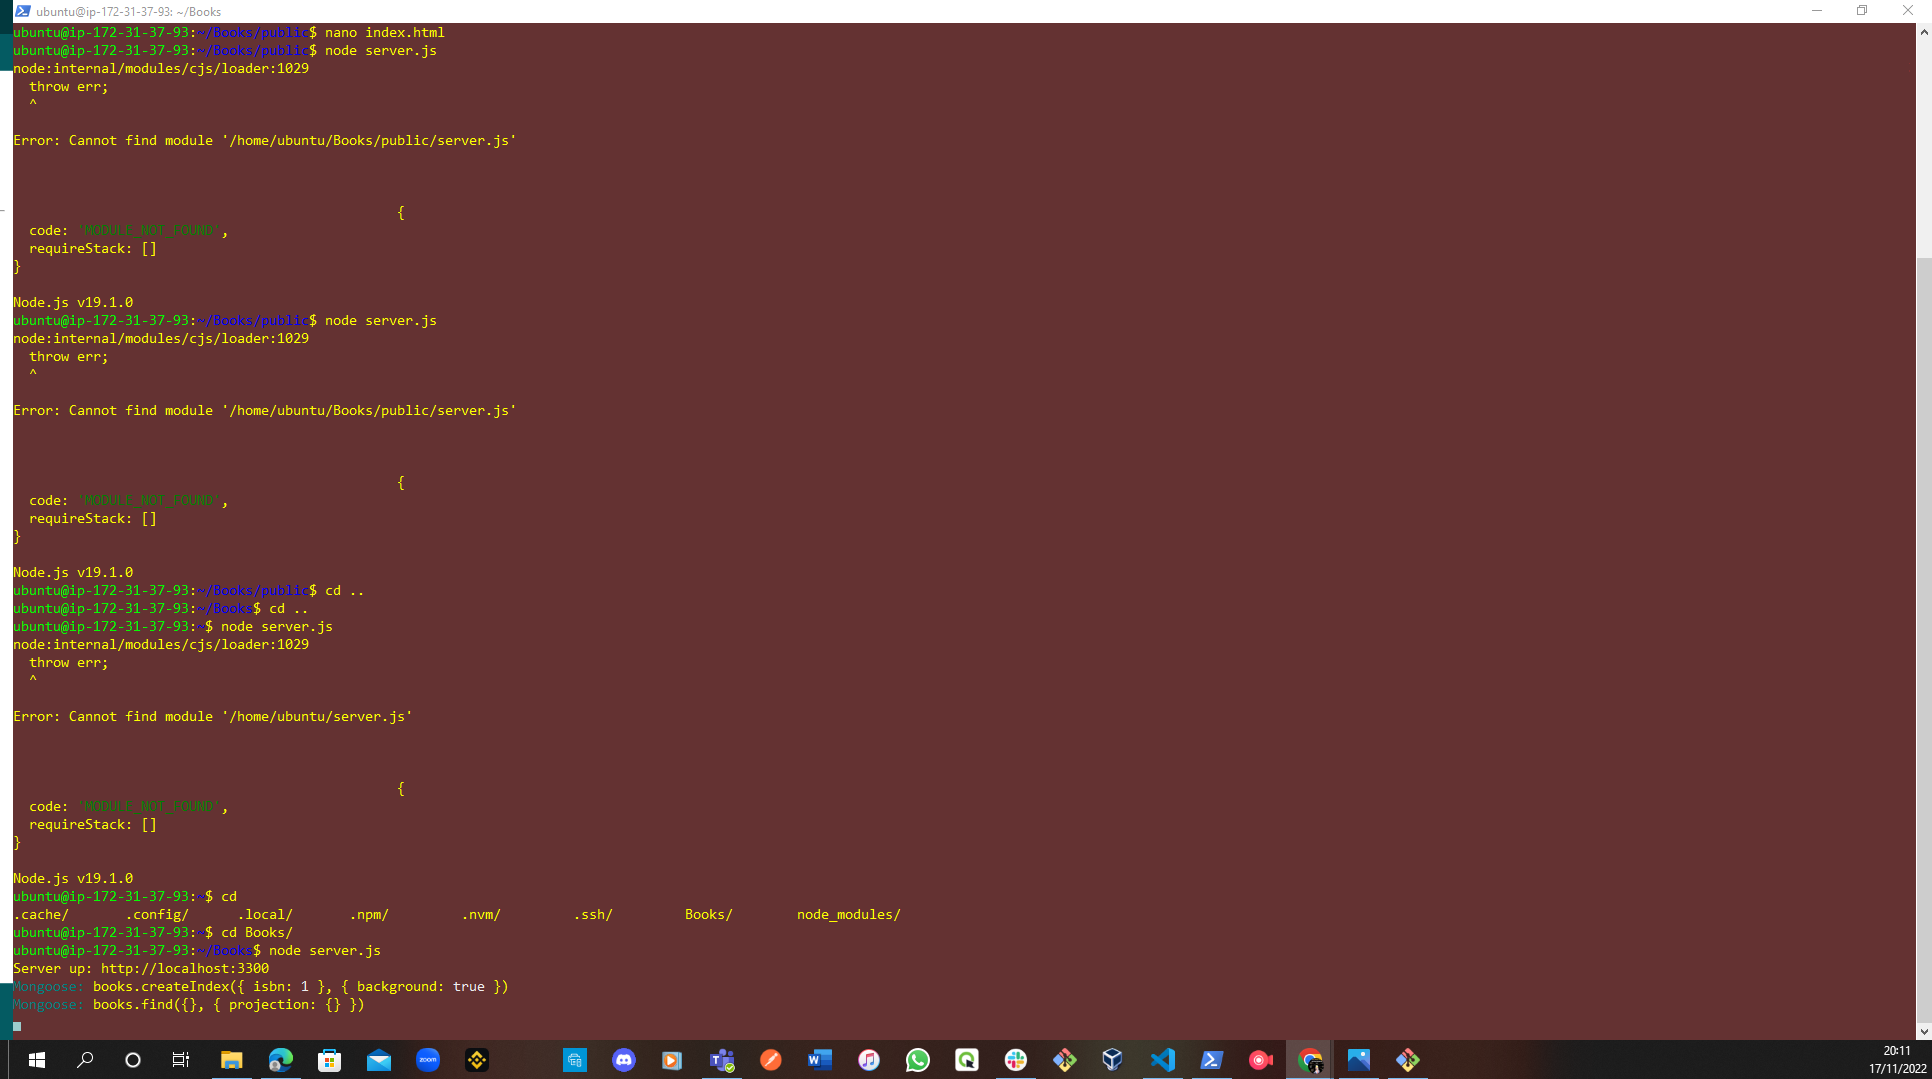 ubuntu@ip-172-31-37-93: ~/Books
ubuntu@ip-172-31-37-93:~/Books/public$ nano index.html
ubuntu@ip-172-31-37-93:~/Books/public$ node server.js
node:internal/modules/cjs/loader:1029
  throw err;
  ^
Error: Cannot find module '/home/ubuntu/Books/public/server.js'
{
  code: 'MODULE_NOT_FOUND',
  requireStack: []
}
Node.js v19.1.0
ubuntu@ip-172-31-37-93:~/Books/public$ node server.js
node:internal/modules/cjs/loader:1029
  throw err;
  ^
Error: Cannot find module '/home/ubuntu/Books/public/server.js'
{
  code: 'MODULE_NOT_FOUND',
  requireStack: []
}
Node.js v19.1.0
ubuntu@ip-172-31-37-93:~/Books/public$ cd ..
ubuntu@ip-172-31-37-93:~/Books$ cd ..
ubuntu@ip-172-31-37-93:~$ node server.js
node:internal/modules/cjs/loader:1029
  throw err;
  ^
Error: Cannot find module '/home/ubuntu/server.js'
{
  code: 'MODULE_NOT_FOUND',
  requireStack: []
}
Node.js v19.1.0
ubuntu@ip-172-31-37-93:~$ cd
.cache/       .config/      .local/       .npm/         .nvm/         .ssh/         Books/        node_modules/
ubuntu@ip-172-31-37-93:~$ cd Books/
ubuntu@ip-172-31-37-93:~/Books$ node server.js
Server up: http://localhost:3300
Mongoose: books.createIndex({ isbn: 1 }, { background: true })
Mongoose: books.find({}, { projection: {} })
zoom
20:11
17/11/2022